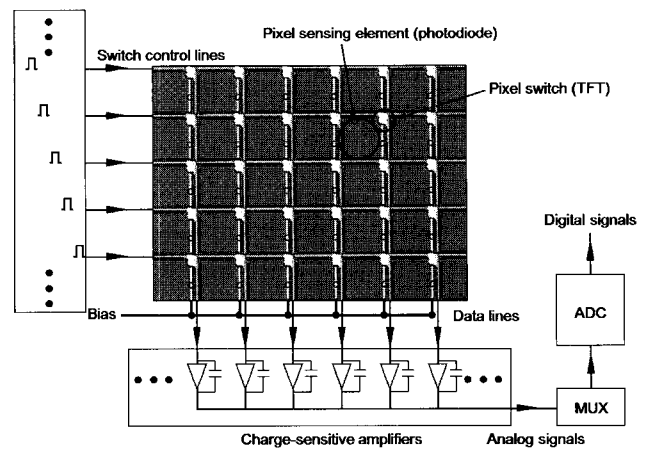 Pixel sensing element (photodiode)
Switch control lines
Pixel switch (TFT)
Digital signals
ADC
Bias
Data lines
MUX
Charge-sensitive amplifiers
Analog signals